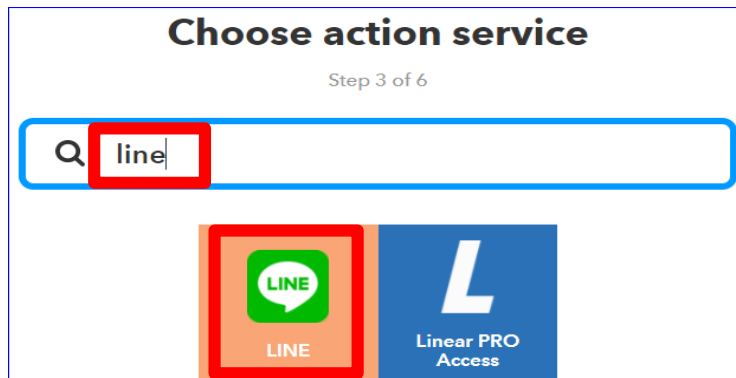 Choose action service
Step 3 of 6
line
LINE
LINE
Linear PRO
Access